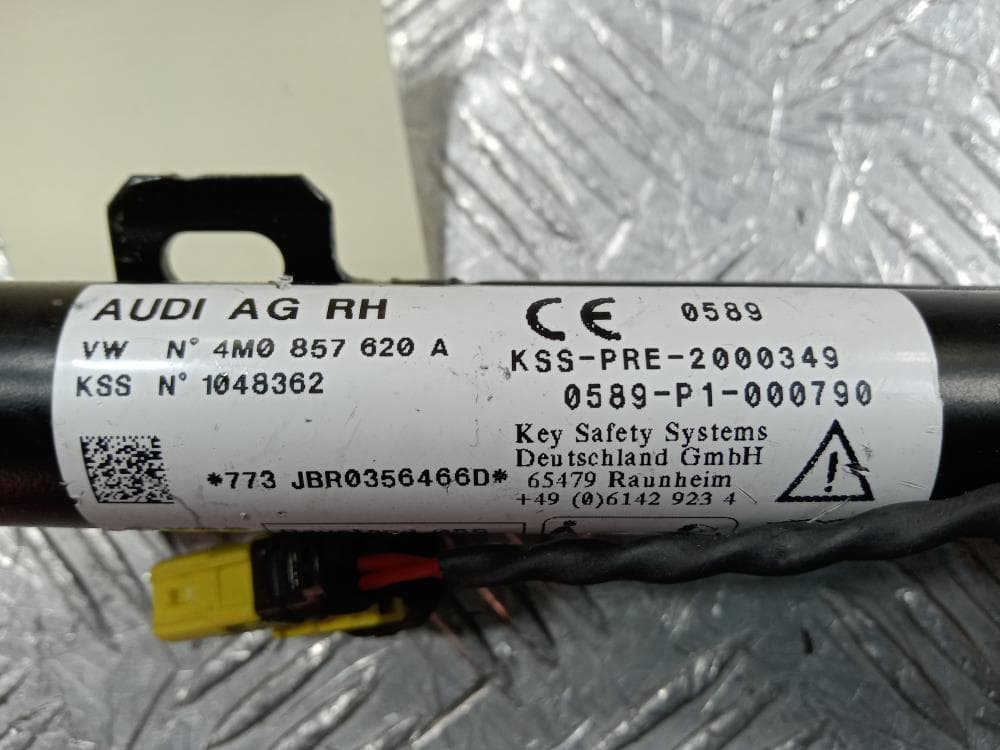 AUDI AG RH
VW N° 4M0 857 620 A
KSS N° 1048362
*773 JBR0356466D*
CE 0589
KSS-PRE-2000349
0589-P1-000790
Key Safety Systems
Deutschland GmbH
65479 Raunheim
+49 (0)6142 923 4